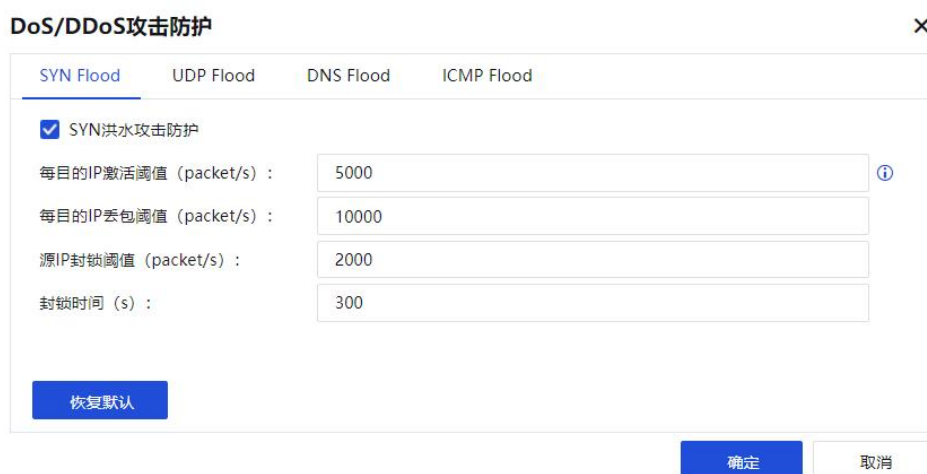 DoS/DDoS攻击防护
SYN Flood UDP Flood DNS Flood ICMP Flood
SYN洪水攻击防护
每目的IP激活阈值（packet/s）: 5000
每目的IP丢包阈值（packet/s）: 10000
源IP封锁阈值（packet/s）: 2000
封锁时间（s）: 300
恢复默认
确定 取消